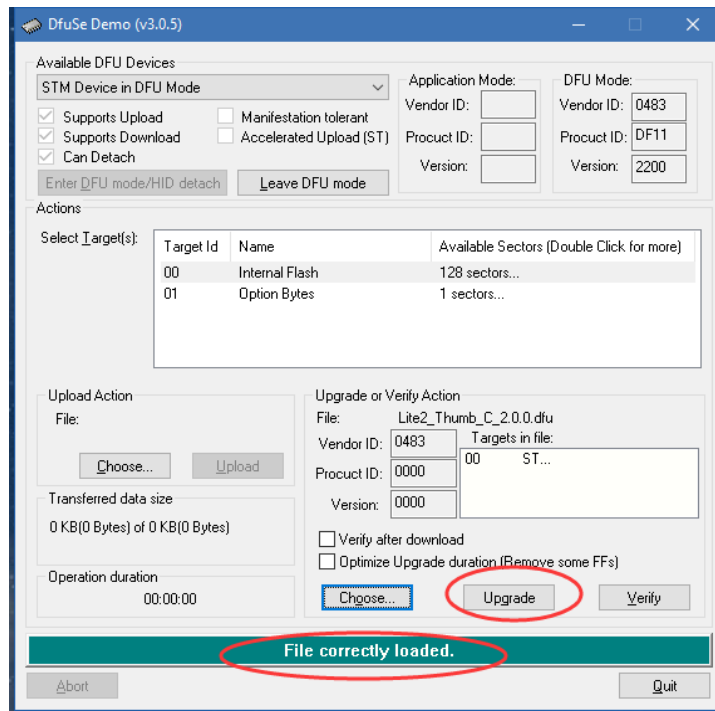 DfuSe Demo (v3.0.5)
Available DFU Devices
STM Device in DFU Mode
Supports Upload
Manifestation tolerant
Supports Download
Accelerated Upload (ST)
Can Detach
Enter DFU mode/HID detach
Leave DFU mode
Application Mode:
Vendor ID:
Procuct ID:
Version:
DFU Mode:
Vendor ID: 0483
Procuct ID: DF11
Version: 2200
Actions
Select Target(s):
Target Id Name Available Sectors (Double Click for more)
00 Internal Flash 128 sectors...
01 Option Bytes 1 sectors...
Upload Action
File:
Choose...
Upload
Transferred data size
0 KB(0 Bytes) of 0 KB(0 Bytes)
Operation duration
00:00:00
Upgrade or Verify Action
File: Lite2_Thumb_C_2.0.0.dfu
Vendor ID: 0483
Procuct ID: 0000
Version: 0000
Targets in file:
00 ST...
Verify after download
Optimize Upgrade duration (Remove some FFs)
Choose...
Upgrade
Verify
File correctly loaded.
Abort
Quit